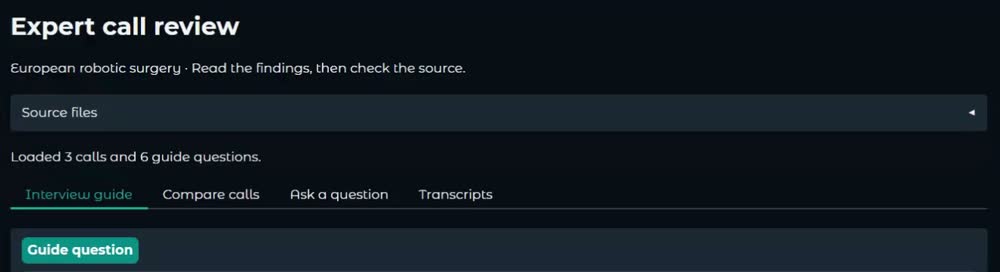 Expert call review
European robotic surgery · Read the findings, then check the source.
Source files
Loaded 3 calls and 6 guide questions.
Interview guide Compare calls Ask a question Transcripts
Guide question